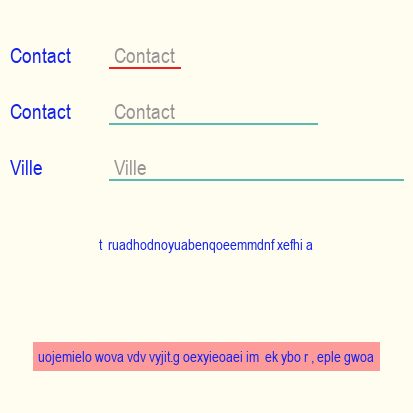 Contact Contact
Contact Contact
Ville Ville
t ruadhodnoyuabenqoeemmdnf xefhi a
uojemielo wova vdv vyjit.g oexyieoaei im ek ybo r , eple gwoa